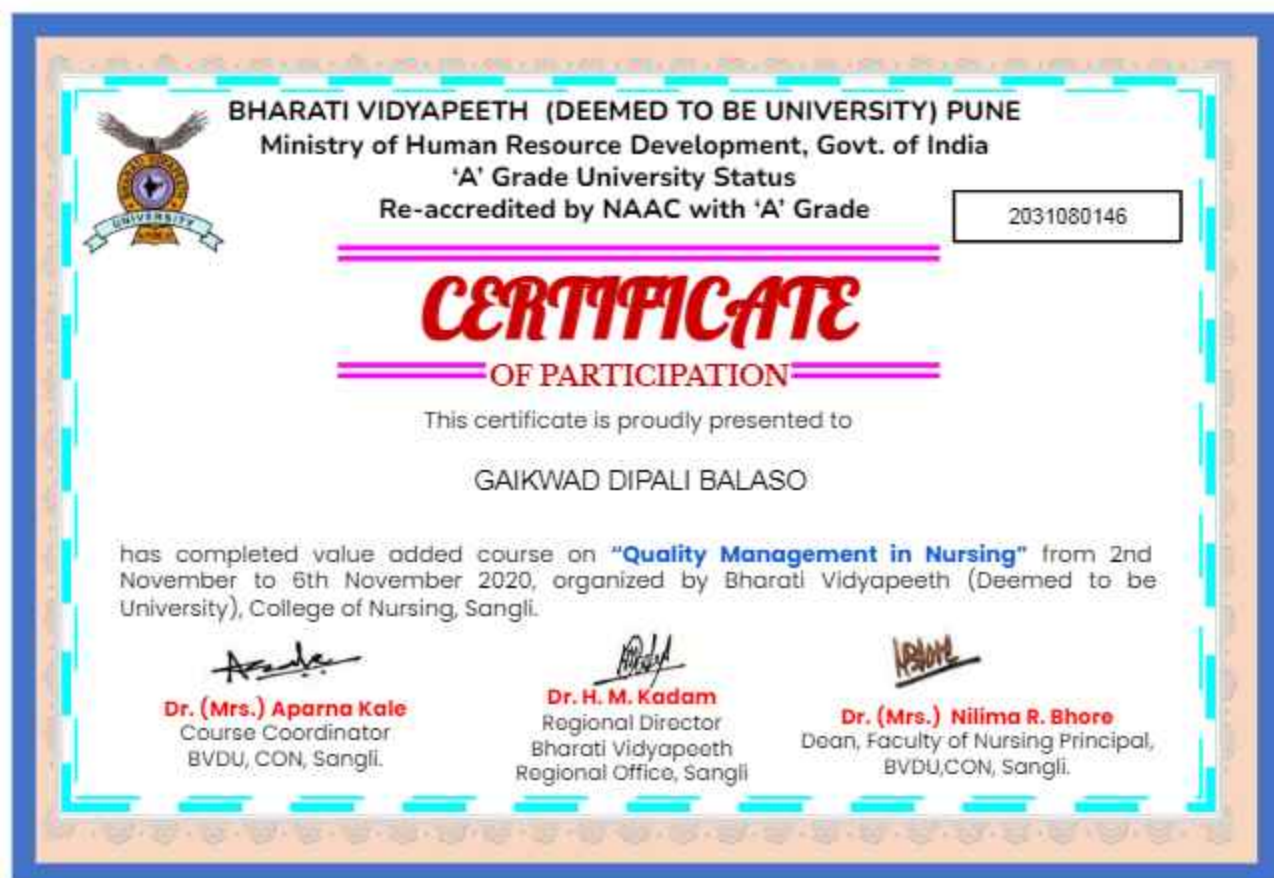 BHARATI VIDYAPEETH (DEEMED TO BE UNIVERSITY) PUNE
Ministry of Human Resource Development, Govt. of India
‘A’ Grade University Status
Re-accredited by NAAC with ‘A’ Grade
2031080146
BHARATI VIDYAPEETH
UNIVERSITY
CERTIFICATE
OF PARTICIPATION
This certificate is proudly presented to
GAIKWAD DIPALI BALASO
has completed value added course on “Quality Management in Nursing” from 2nd
November to 6th November 2020, organized by Bharati Vidyapeeth (Deemed to be
University), College of Nursing, Sangli.
Dr. (Mrs.) Aparna Kale
Course Coordinator
BVDU, CON, Sangli.
Dr. H. M. Kadam
Regional Director
Bharati Vidyapeeth
Regional Office, Sangli
Dr. (Mrs.) Nilima R. Bhore
Dean, Faculty of Nursing Principal,
BVDU,CON, Sangli.